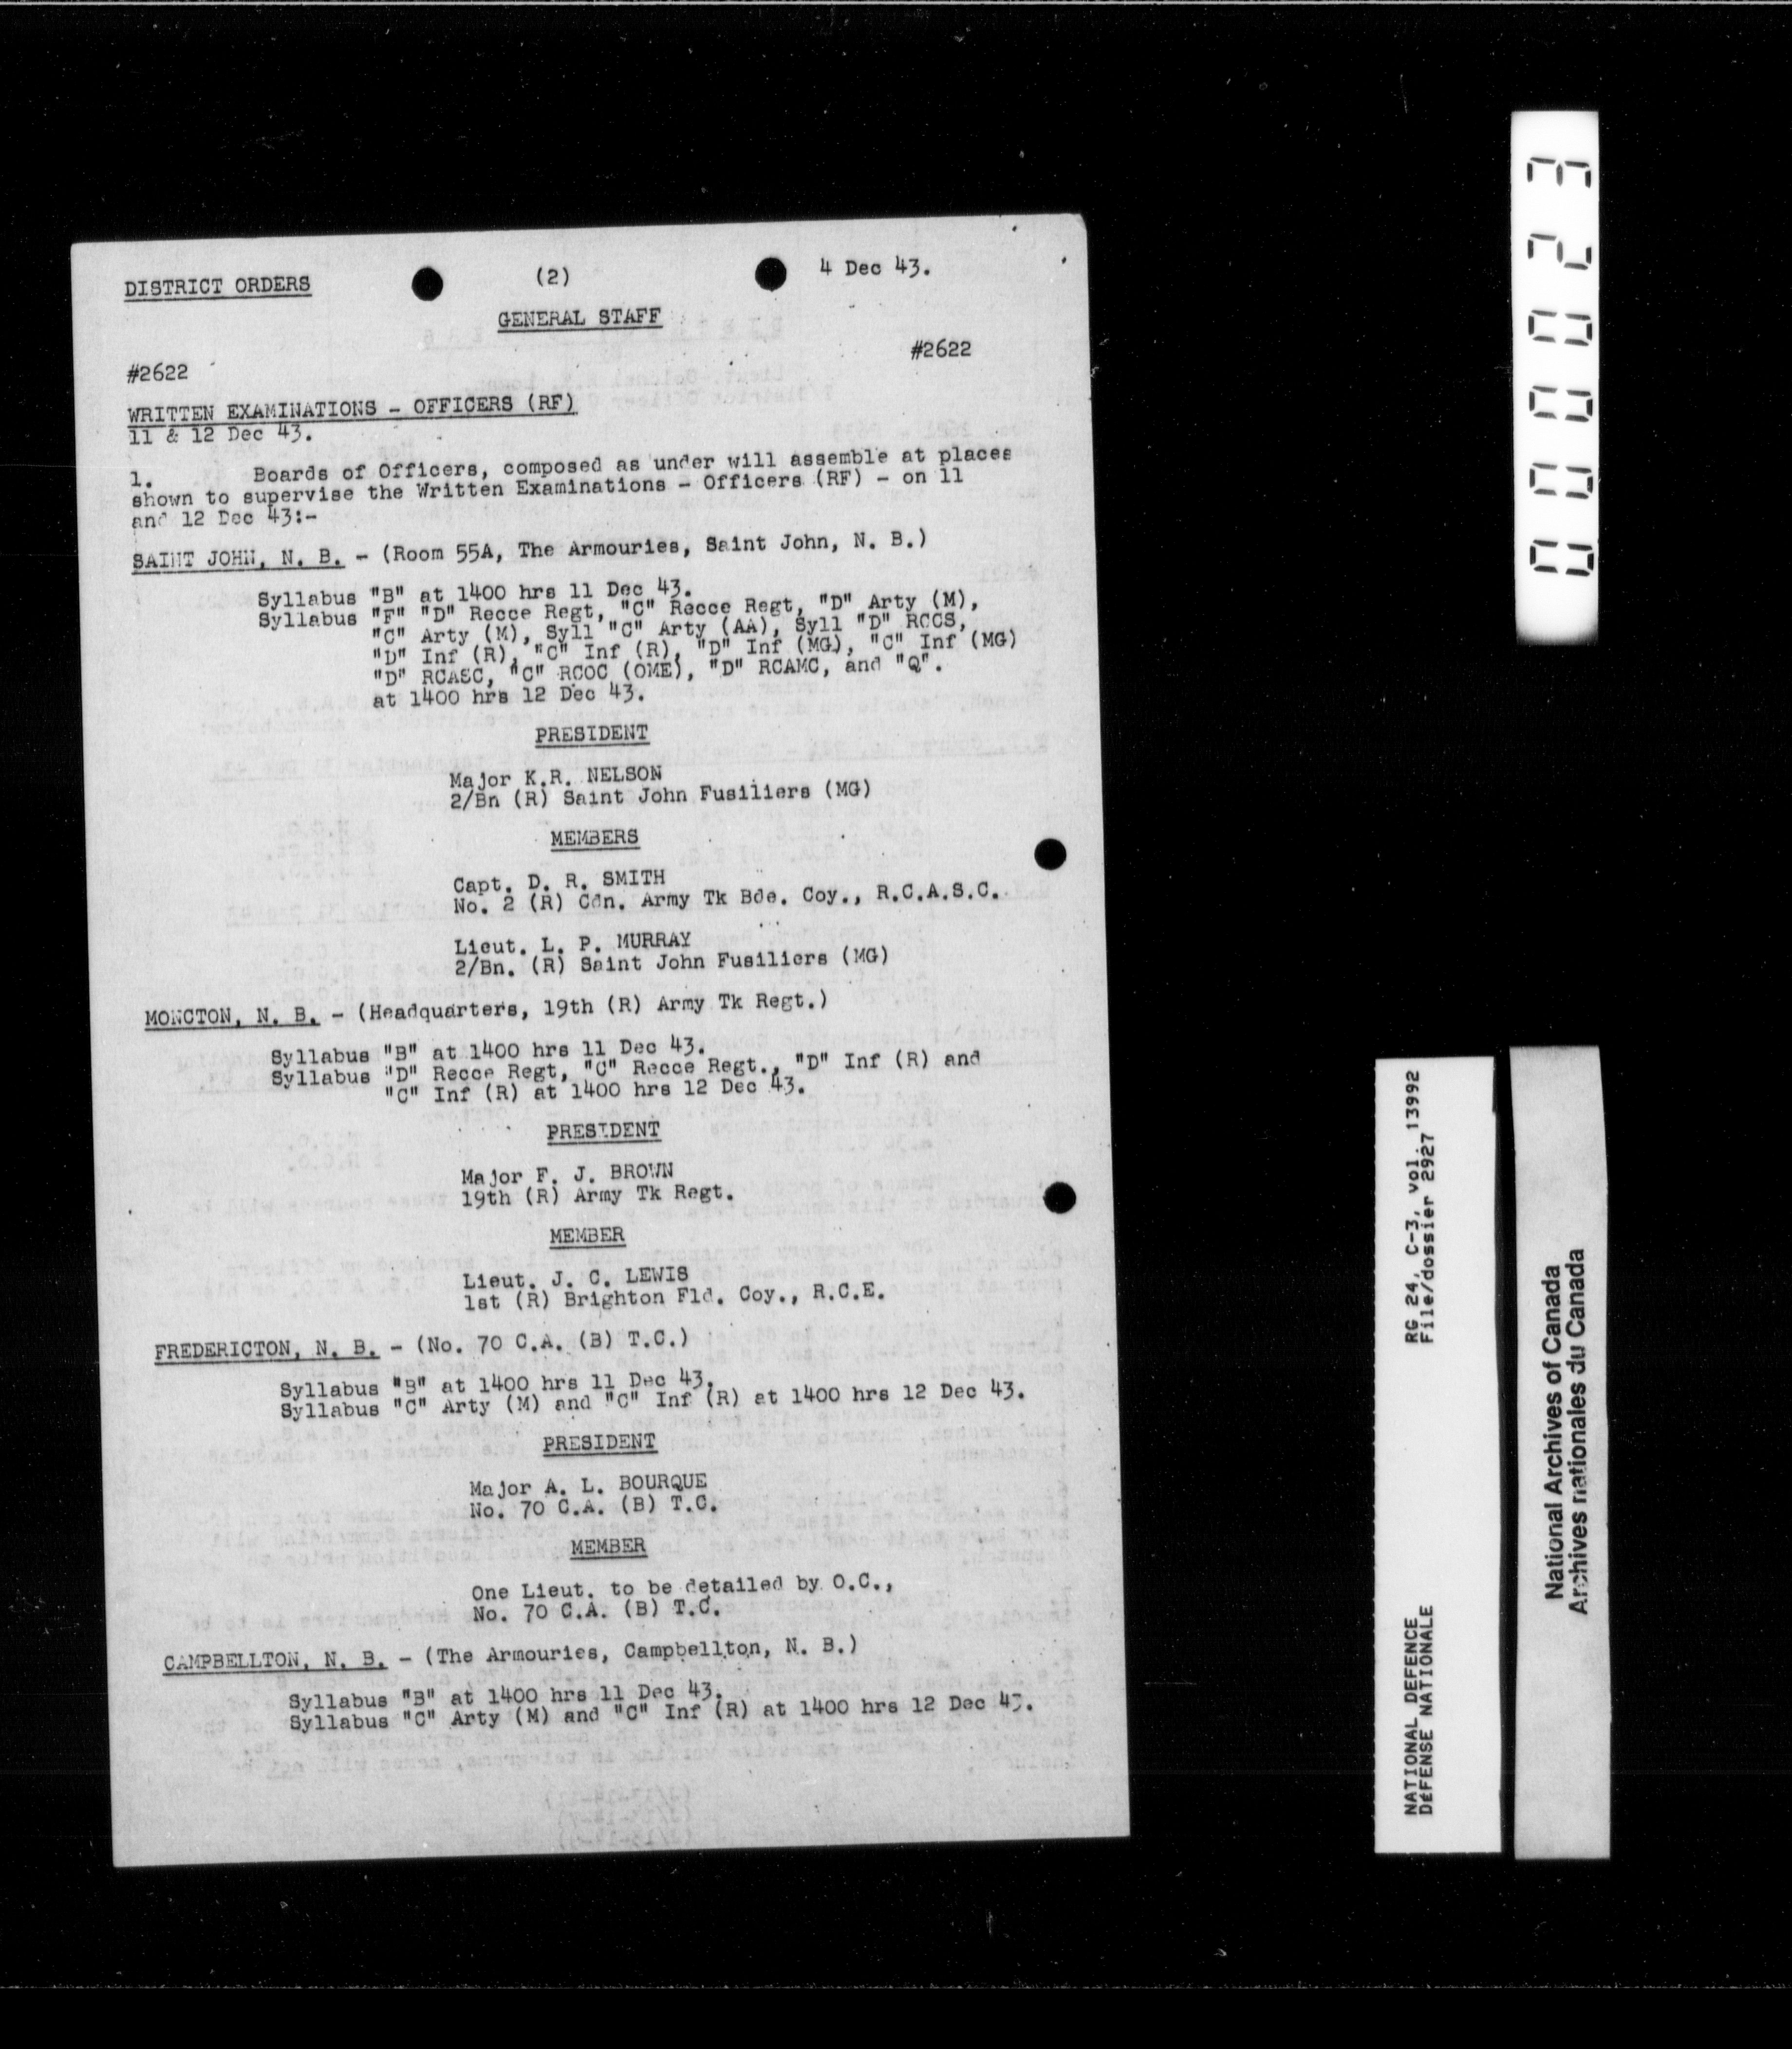 DISTRICT ORDERS (2) 4 Dec 43.
GENERAL STAFF
#2622 #2622
WRITTEN EXAMINATIONS - OFFICERS (RF)
11 & 12 Dec 43.
1. Boards of Officers, composed as under will assemble at places
shown to supervise the Written Examinations - Officers (RF) - on 11
and 12 Dec 43:-
SAINT JOHN, N. B. - (Room 55A, The Armouries, Saint John, N. B.)
Syllabus "B" at 1400 hrs 11 Dec 43.
Syllabus "F" "D" Recce Regt, "C" Recce Regt, "D" Arty (M),
"C" Arty (M), Syll "C" Arty (AA), Syll "D" RCCS,
"D" Inf (R), "C" Inf (R), "D" Inf (MG), "C" Inf (MG)
"D" RCASC, "C" RCOC (OME), "D" RCAMC, and "Q".
at 1400 hrs 12 Dec 43.
PRESIDENT
Major K.R. NELSON
2/Bn (R) Saint John Fusiliers (MG)
MEMBERS
Capt. D. R. SMITH
No. 2 (R) Cdn. Army Tk Bde. Coy., R.C.A.S.C.
Lieut. L. P. MURRAY
2/Bn. (R) Saint John Fusiliers (MG)
MONCTON, N. B. - (Headquarters, 19th (R) Army Tk Regt.)
Syllabus "B" at 1400 hrs 11 Dec 43.
Syllabus "D" Recce Regt, "C" Recce Regt., "D" Inf (R) and
"C" Inf (R) at 1400 hrs 12 Dec 43.
PRESIDENT
Major F. J. BROWN
19th (R) Army Tk Regt.
MEMBER
Lieut. J. C. LEWIS
1st (R) Brighton Fld. Coy., R.C.E.
FREDERICTON, N. B. - (No. 70 C.A. (B) T.C.)
Syllabus "B" at 1400 hrs 11 Dec 43.
Syllabus "C" Arty (M) and "C" Inf (R) at 1400 hrs 12 Dec 43.
PRESIDENT
Major A. L. BOURQUE
No. 70 C.A. (B) T.C.
MEMBER
One Lieut. to be detailed by O.C.,
No. 70 C.A. (B) T.C.
CAMPBELLTON, N. B. - (The Armouries, Campbellton, N. B.)
Syllabus "B" at 1400 hrs 11 Dec 43.
Syllabus "C" Arty (M) and "C" Inf (R) at 1400 hrs 12 Dec 43.
000023
NATIONAL DEFENCE RG 24, C-3, vol. 13992
DÉFENSE NATIONALE File/dossier 2927
National Archives of Canada
Archives nationales du Canada